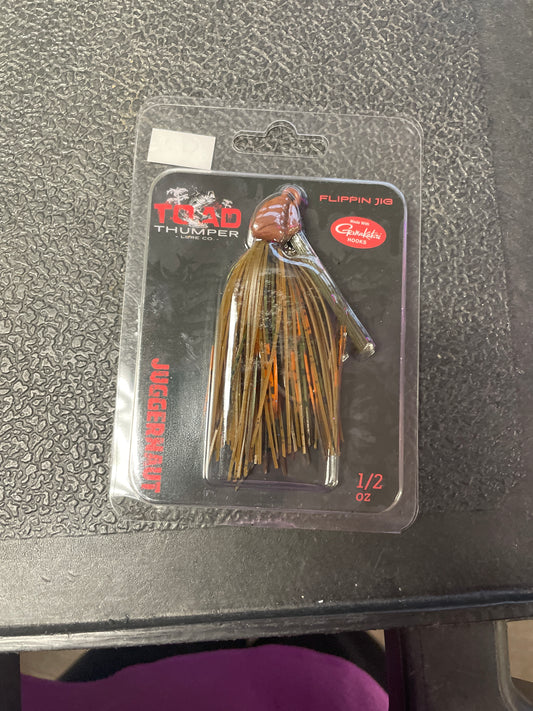 TOAD
THUMPER
- LURE CO. -
FLIPPIN JIG
Made With
Gamakatsu
HOOKS
JUGGERNAUT
1/2
oz